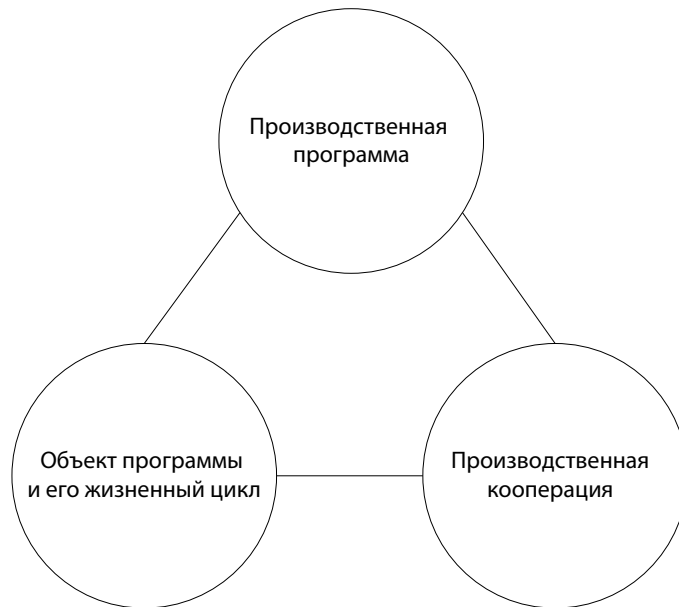 Производственная
программа
Объект программы
и его жизненный цикл
Производственная
кооперация